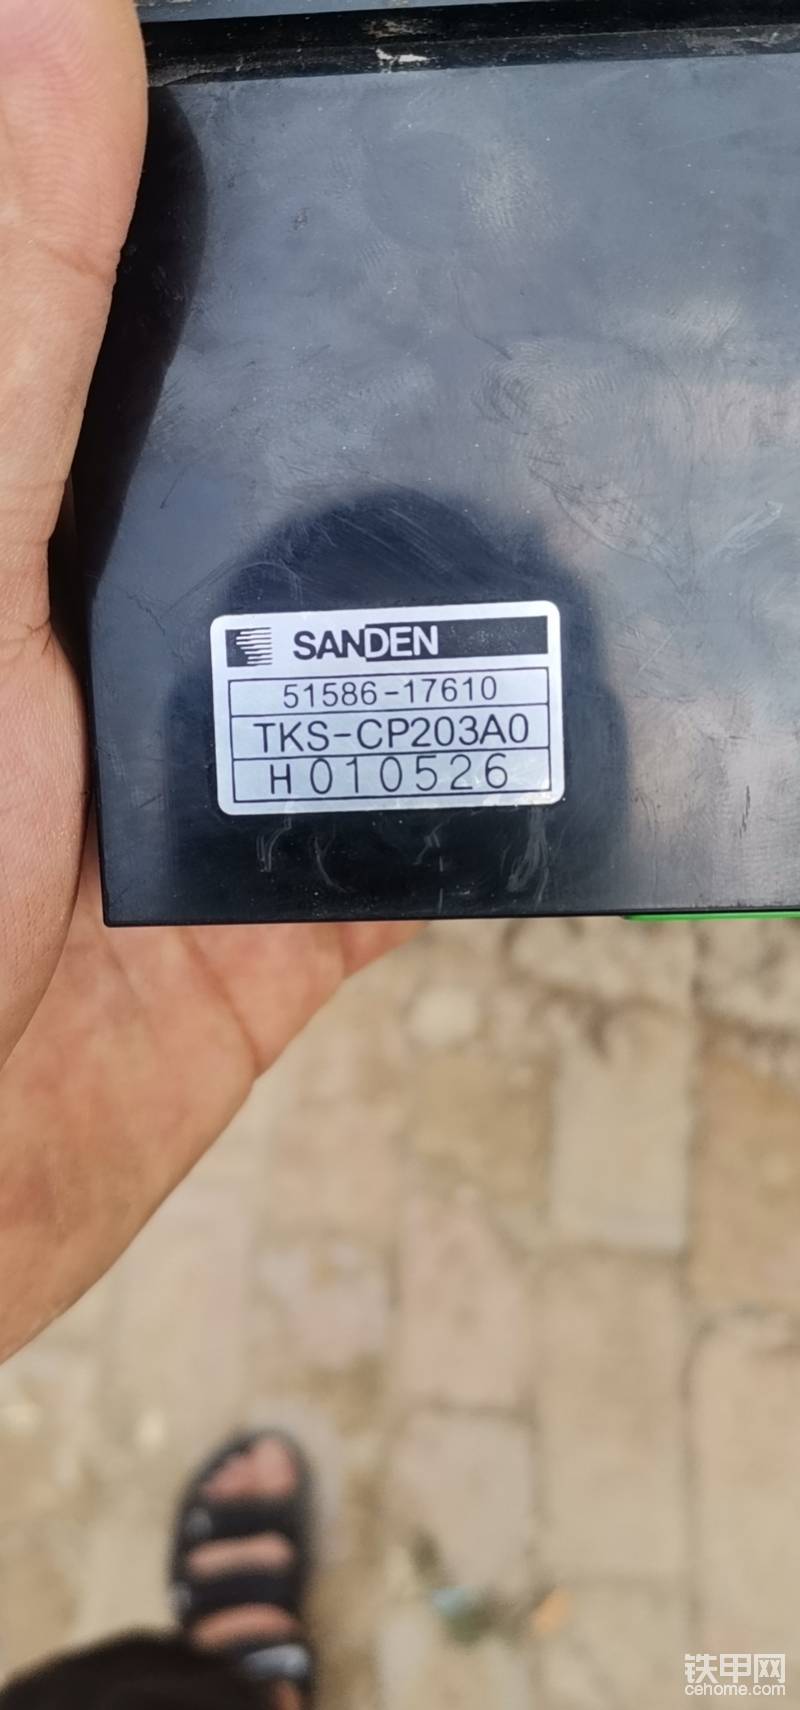 SANDEN
51586-17610
TKS-CP203A0
H010526
铁甲网
cehome.com